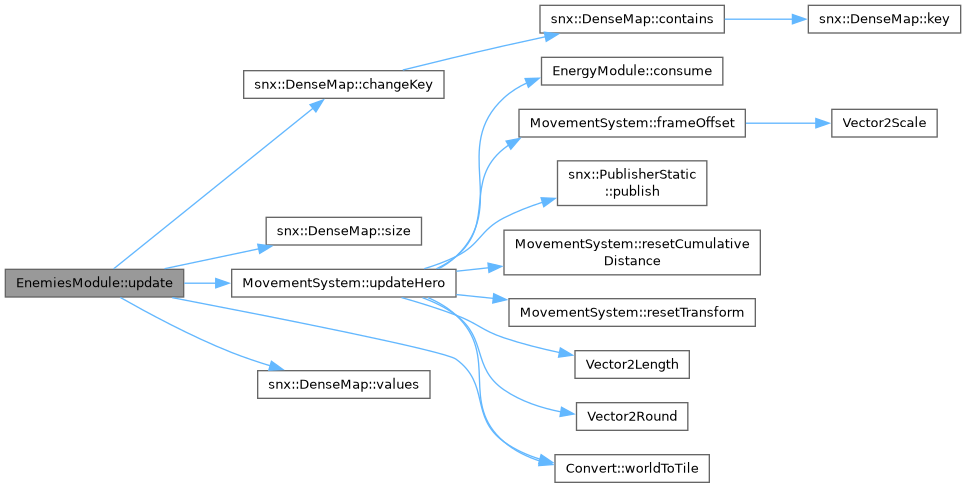 snx::DenseMap::contains
snx::DenseMap::key
EnergyModule::consume
snx::DenseMap::changeKey
MovementSystem::frameOffset
Vector2Scale
snx::PublisherStatic
::publish
snx::DenseMap::size
MovementSystem::resetCumulative
Distance
EnemiesModule::update
MovementSystem::updateHero
MovementSystem::resetTransform
Vector2Length
snx::DenseMap::values
Vector2Round
Convert::worldToTile